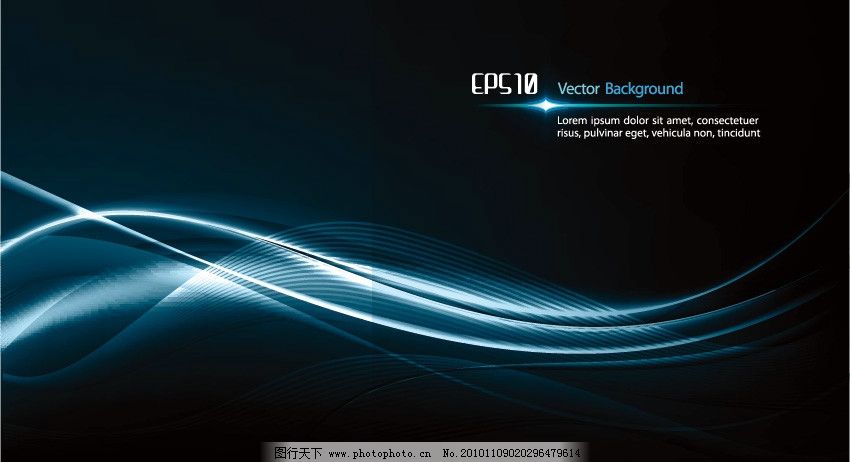 EPS10 Vector Background
Lorem ipsum dolor sit amet, consectetuer
risus, pulvinar eget, vehicula non, tincidunt
图行天下 www.photophoto.cn No.20101109020296479614